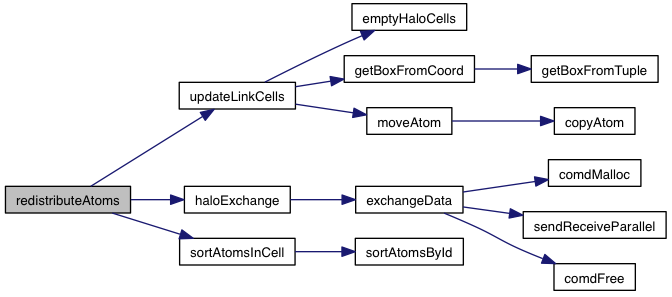 emptyHaloCells
getBoxFromCoord
getBoxFromTuple
updateLinkCells
moveAtom
copyAtom
redistributeAtoms
haloExchange
exchangeData
comdMalloc
sendReceiveParallel
sortAtomsInCell
sortAtomsById
comdFree